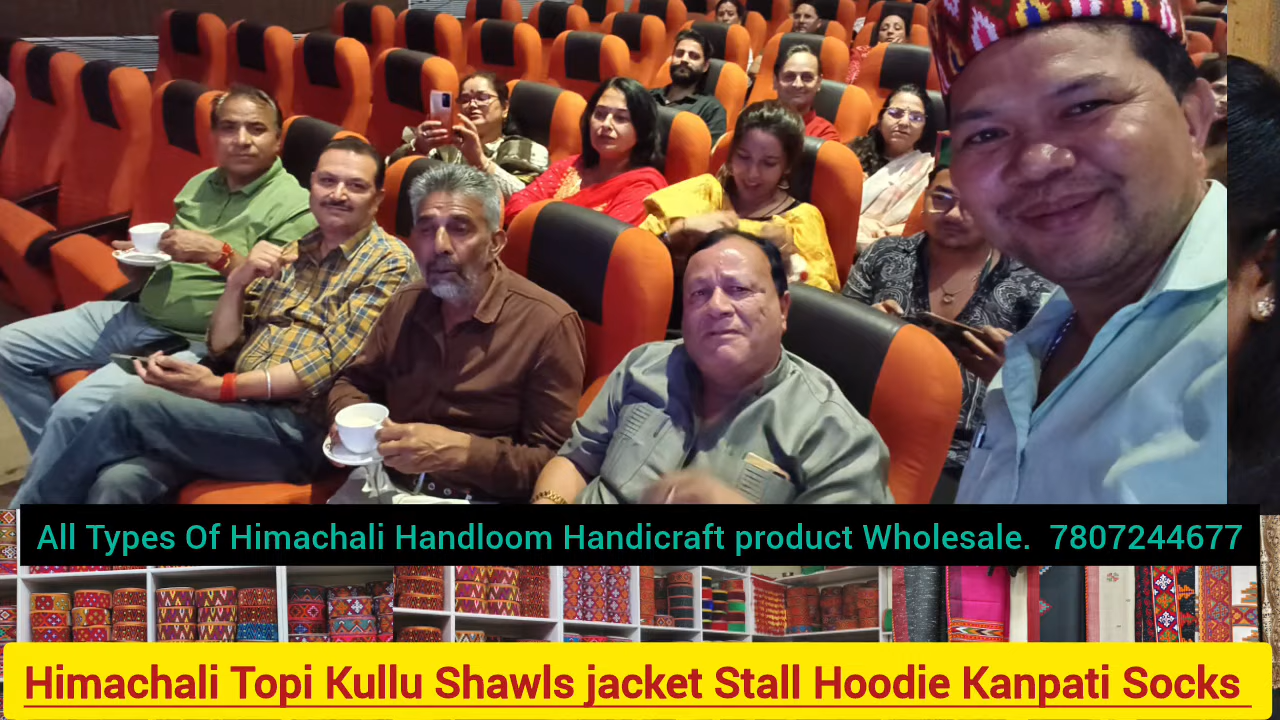 All Types Of Himachali Handloom Handicraft product Wholesale. 7807244677
Himachali Topi Kullu Shawls jacket Stall Hoodie Kanpati Socks